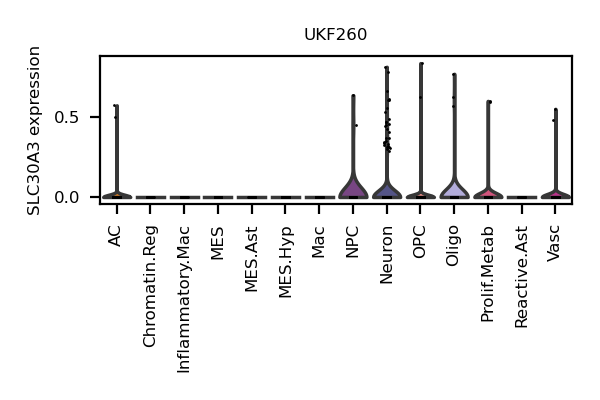 UKF260
SLC30A3 expression
0.5
0.0
AC
Chromatin.Reg
Inflammatory.Mac
MES
MES.Ast
MES.Hyp
Mac
NPC
Neuron
OPC
Oligo
Prolif.Metab
Reactive.Ast
Vasc